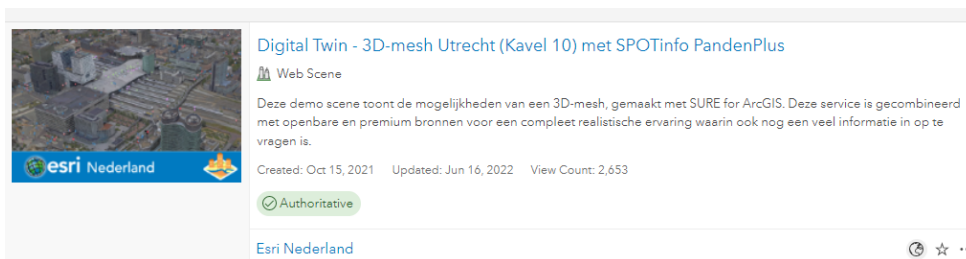 Digital Twin - 3D-mesh Utrecht (Kavel 10) met SPOTinfo PandenPlus
Web Scene
Deze demo scene toont de mogelijkheden van een 3D-mesh, gemaakt met SURE for ArcGIS. Deze service is gecombineerd
met openbare en premium bronnen voor een compleet realistische ervaring waarin ook nog een veel informatie in op te
vragen is.
esri Nederland
Created: Oct 15, 2021 Updated: Jun 16, 2022 View Count: 2,653
Authoritative
Esri Nederland